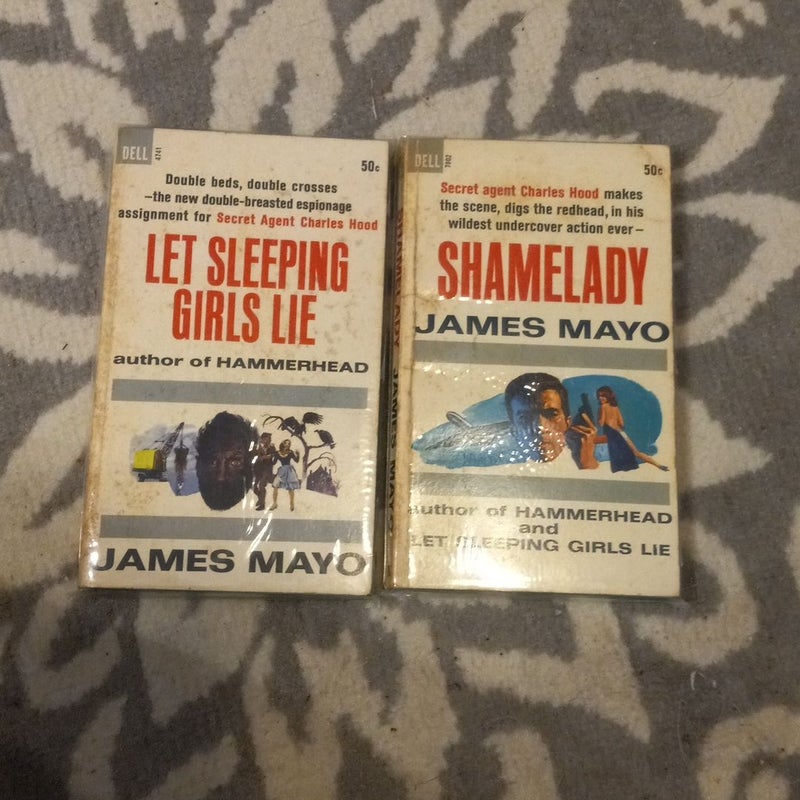 DELL
4741
50c
Double beds, double crosses
—the new double-breasted espionage
assignment for Secret Agent Charles Hood
LET SLEEPING
GIRLS LIE
author of HAMMERHEAD
JAMES MAYO
DELL
7802
50c
Secret agent Charles Hood makes
the scene, digs the redhead, in his
wildest undercover action ever—
SHAMELADY
JAMES MAYO
author of HAMMERHEAD
and
LET SLEEPING GIRLS LIE
SHAMELADY JAMES MAYO